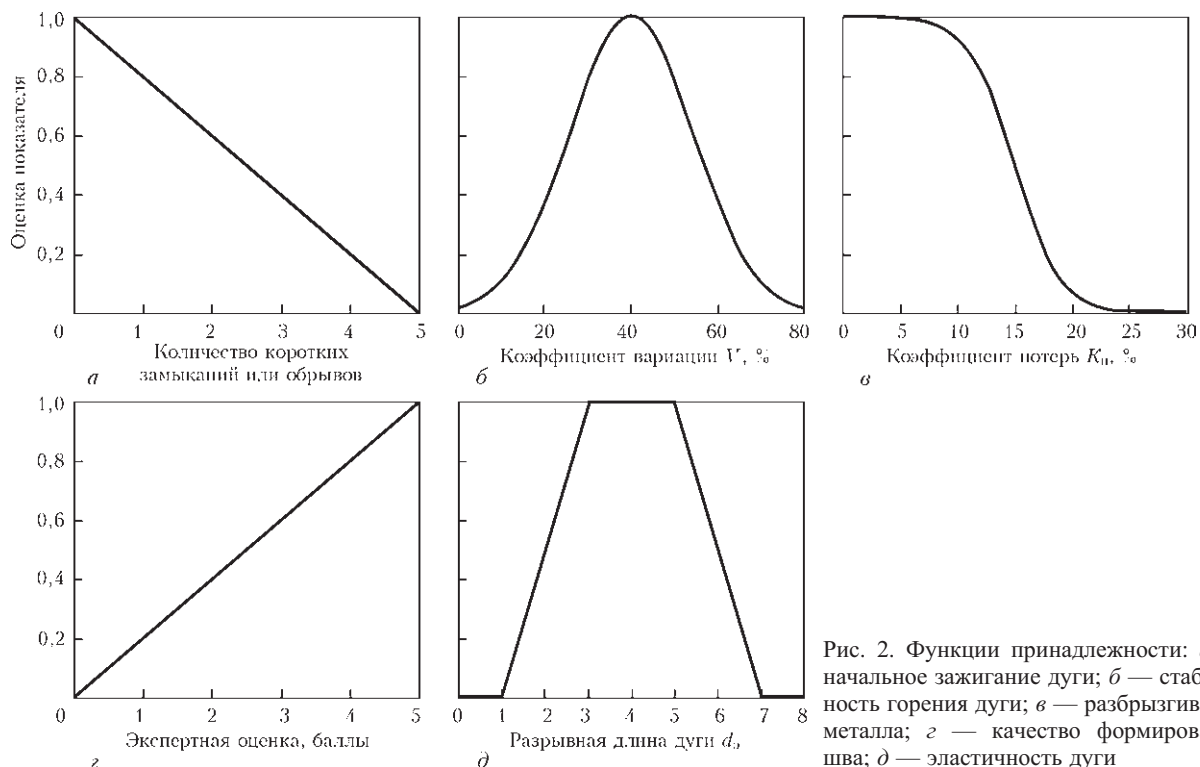 1,0
0,8
0,6
0,4
0,2
Оценка показателя
0 1 2 3 4 5
Количество коротких
замыканий или обрывов
а
0 20 40 60 80
Коэффициент вариации V, %
б
0 5 10 15 20 25 30
Коэффициент потерь Kп, %
в
1,0
0,8
0,6
0,4
0,2
0 1 2 3 4 5
Экспертная оценка, баллы
г
0 1 2 3 4 5 6 7 8
Разрывная длина дуги dэ
д
Рис. 2. Функции принадлежности:
начальное зажигание дуги; б — стаб
ность горения дуги; в — разбрызгив
металла; г — качество формиров
шва; д — эластичность дуги